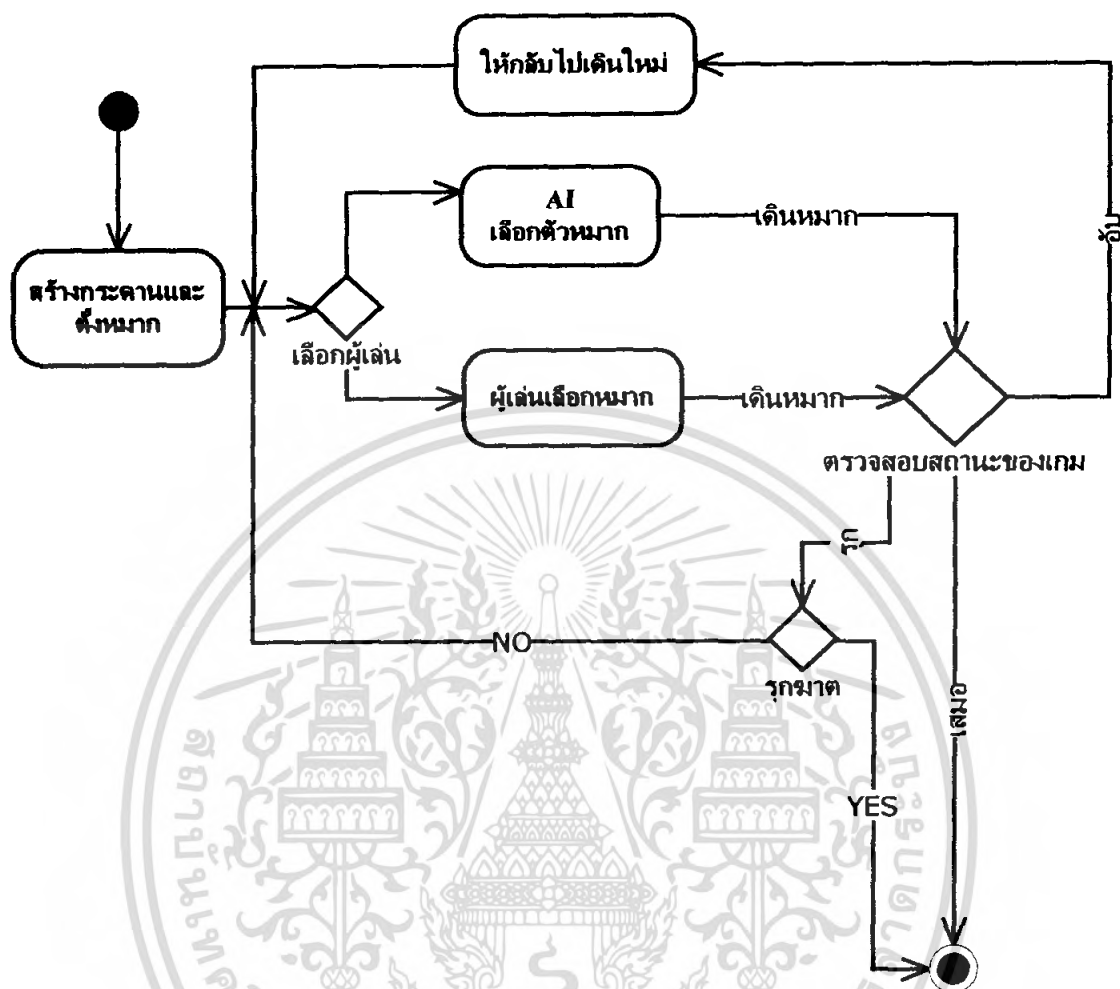 ให้กลับไปเดินใหม่
AI
เลือกตัวหมาก
เดินหมาก
อับ
สร้างกระดานและ
ตั้งหมาก
เลือกผู้เล่น
ผู้เล่นเลือกหมาก
เดินหมาก
ตรวจสอบสถานะของเกม
รุก
NO
รุกฆาต
เสมอ
YES